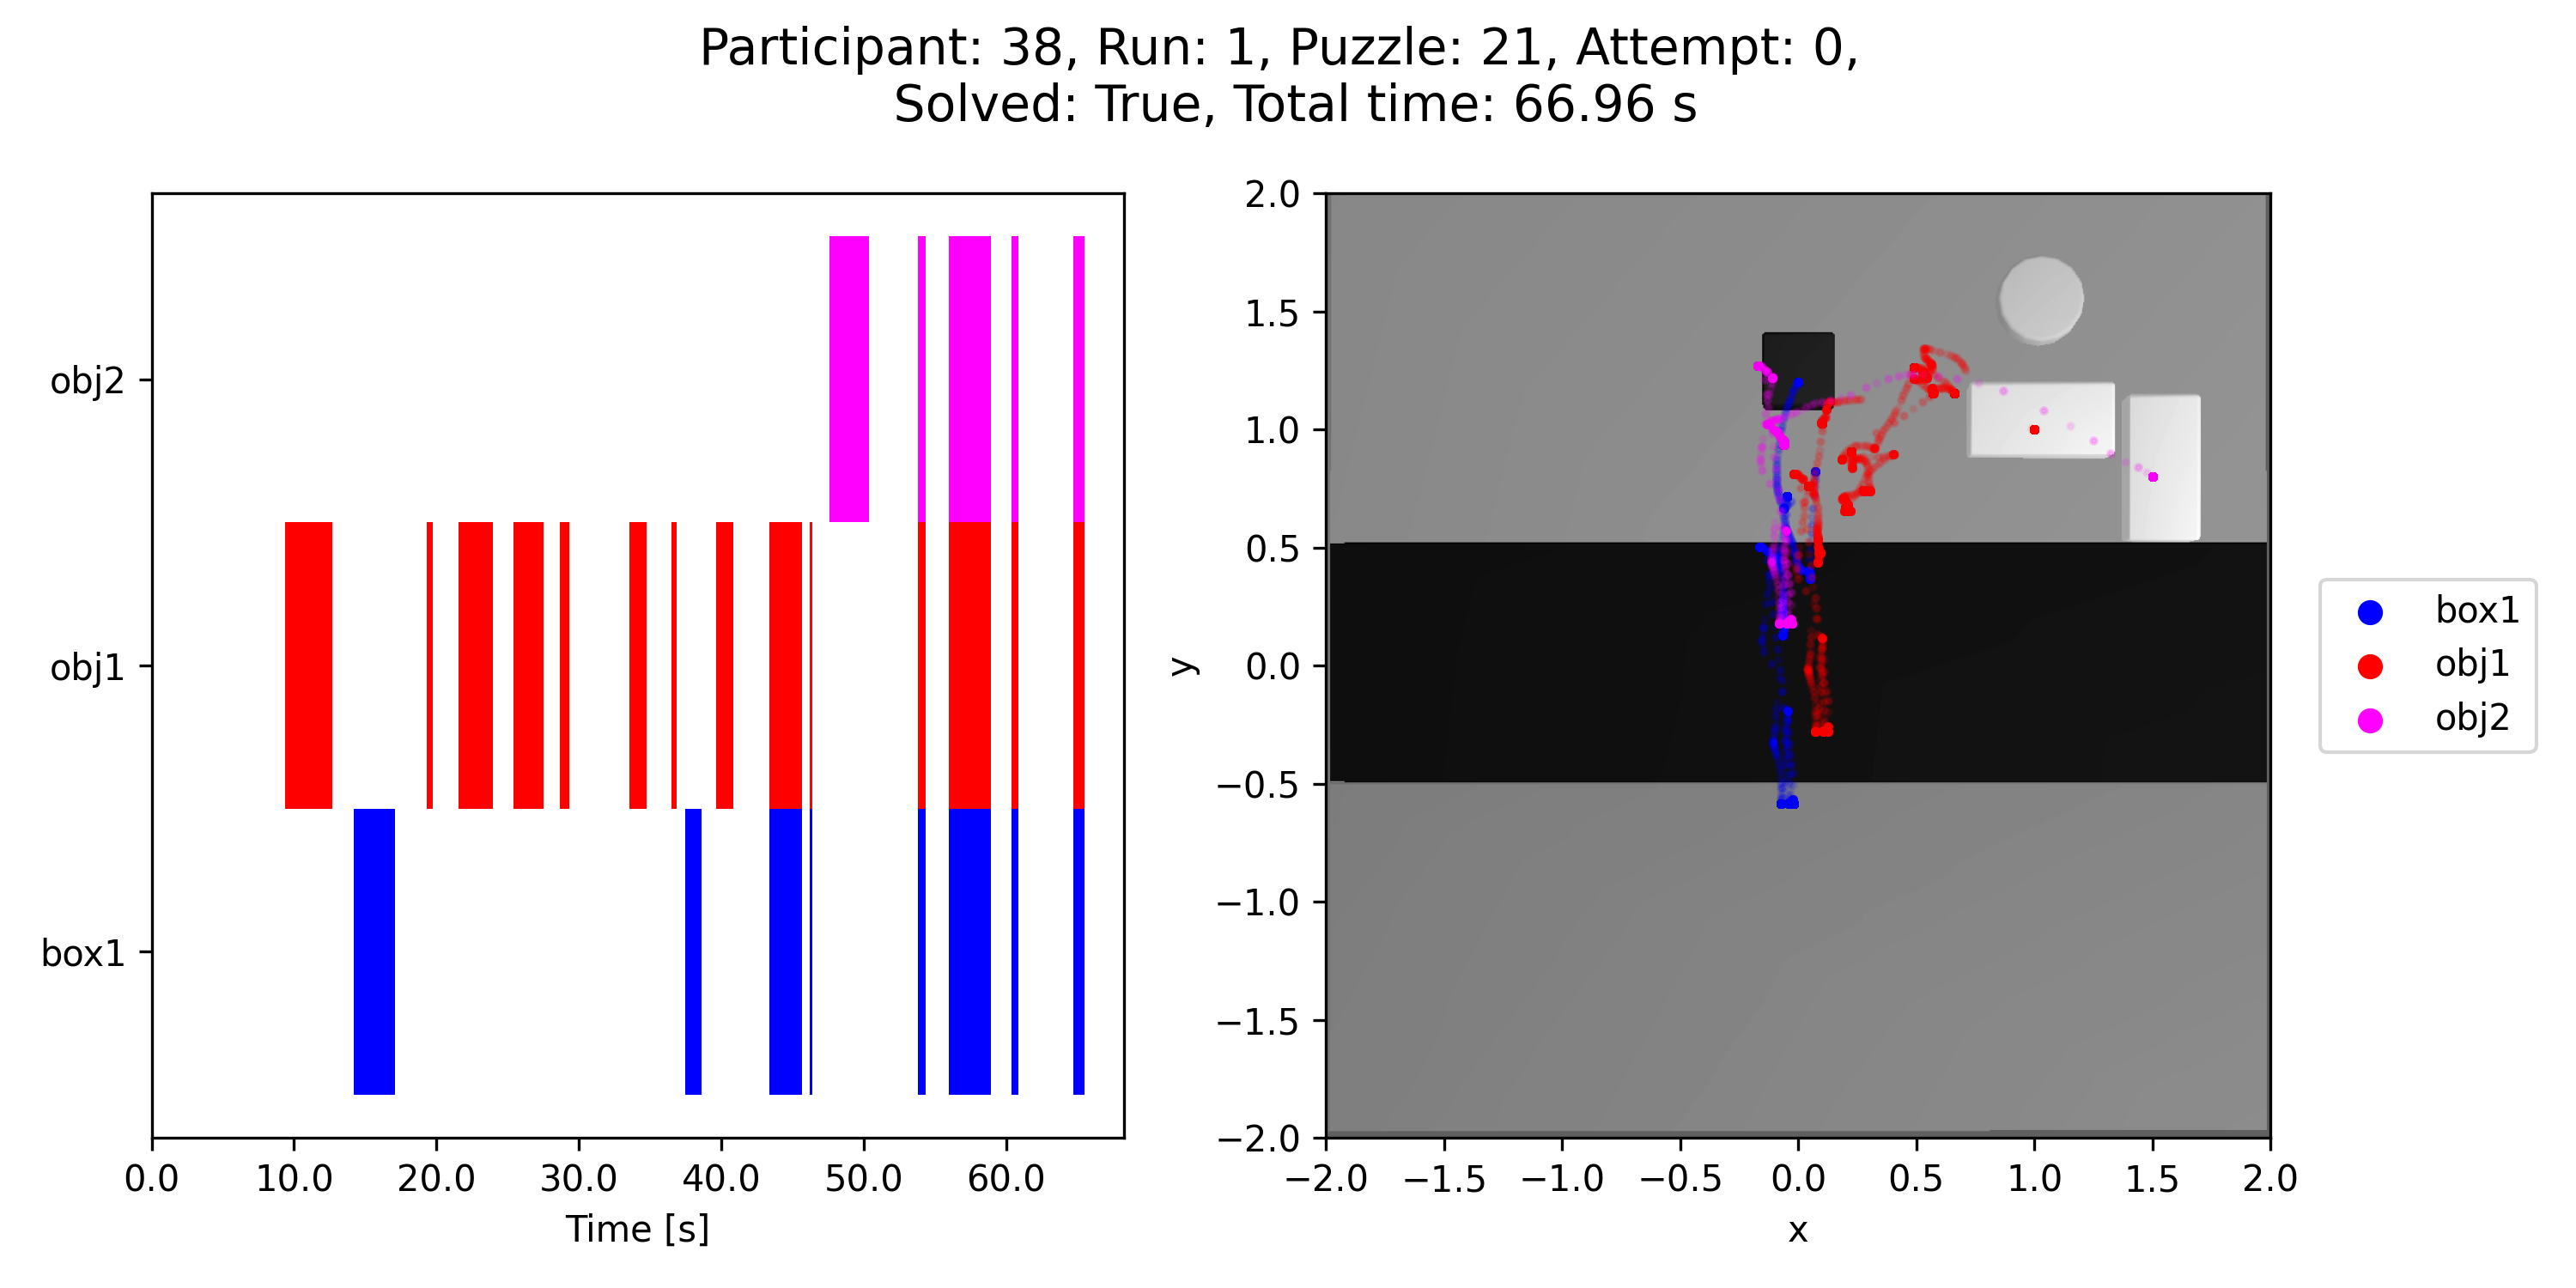 Participant: 38, Run: 1, Puzzle: 21, Attempt: 0,
Solved: True, Total time: 66.96 s
obj2
obj1
box1
0.0 10.0 20.0 30.0 40.0 50.0 60.0
Time [s]
2.0
1.5
1.0
0.5
0.0
−0.5
−1.0
−1.5
−2.0
y
−2.0 −1.5 −1.0 −0.5 0.0 0.5 1.0 1.5 2.0
x
box1
obj1
obj2